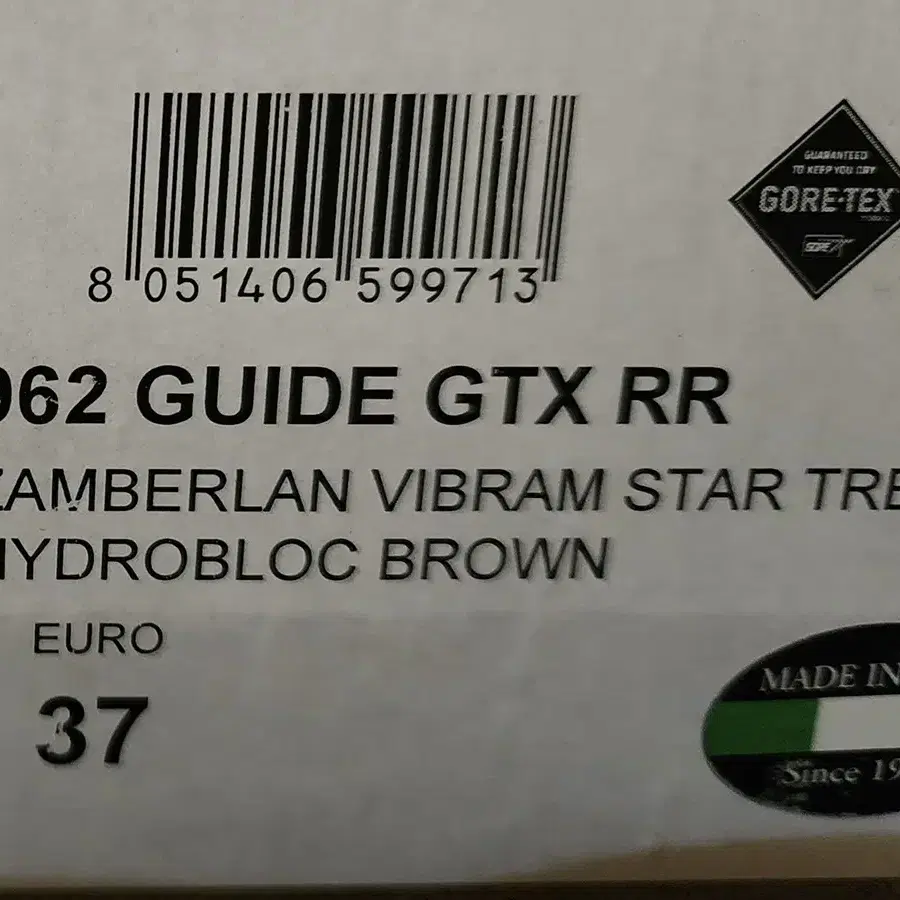 8 051406 599713
GUARANTEED
TO KEEP YOU DRY
GORE-TEX
GORE
962 GUIDE GTX RR
ZAMBERLAN VIBRAM STAR TRE
HYDROBLOC BROWN
EURO
37
MADE IN
Since 19